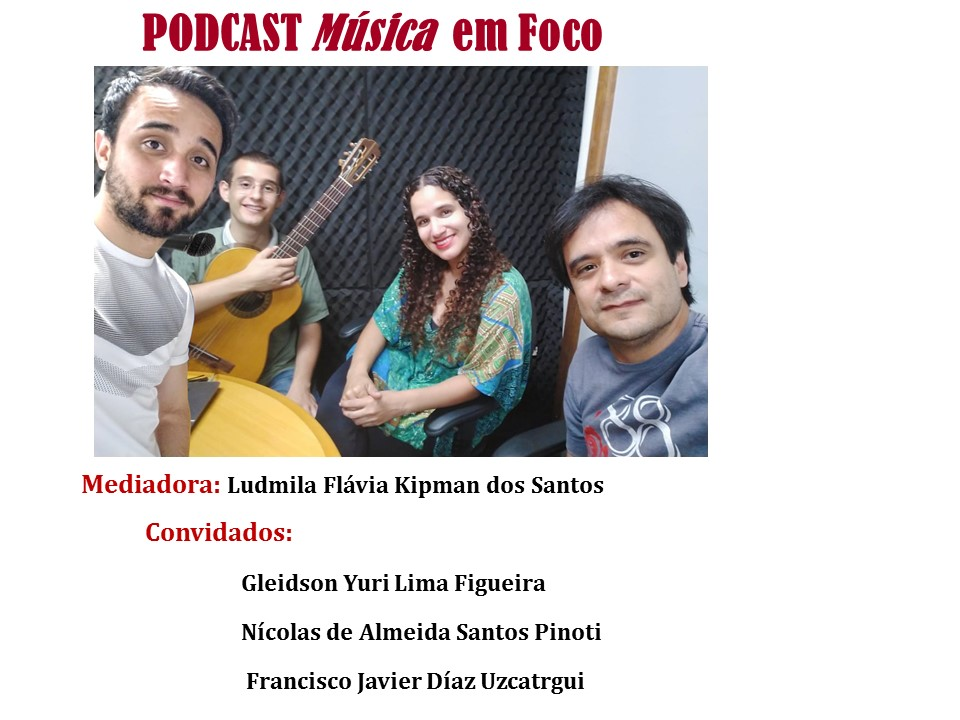 PODCAST Música em Foco
88
Mediadora: Ludmila Flávia Kipman dos Santos
Convidados:
Gleidson Yuri Lima Figueira
Nícolas de Almeida Santos Pinoti
Francisco Javier Díaz Uzcatrgui